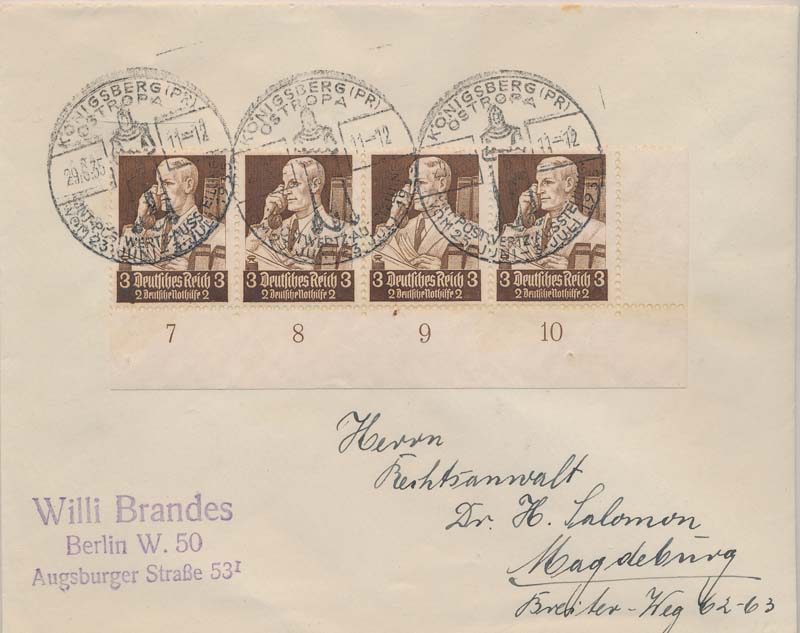 KÖNIGSBERG (PR)
OSTROPA
29.6.35 11-12
KÖNIGSBERG (PR)
OSTROPA
11-12
KÖNIGSBERG (PR)
OSTROPA
11-12
3 Deutsches Reich 3
2 Deutsche Nothilfe 2
3 Deutsches Reich 3
2 Deutsche Nothilfe 2
3 Deutsches Reich 3
2 Deutsche Nothilfe 2
3 Deutsches Reich 3
2 Deutsche Nothilfe 2
7 8 9 10
Herrn
Rechtsanwalt
Dr. H. Salomon
Magdeburg
Breiter-Weg 62-63
Willi Brandes
Berlin W. 50
Augsburger Straße 53 I